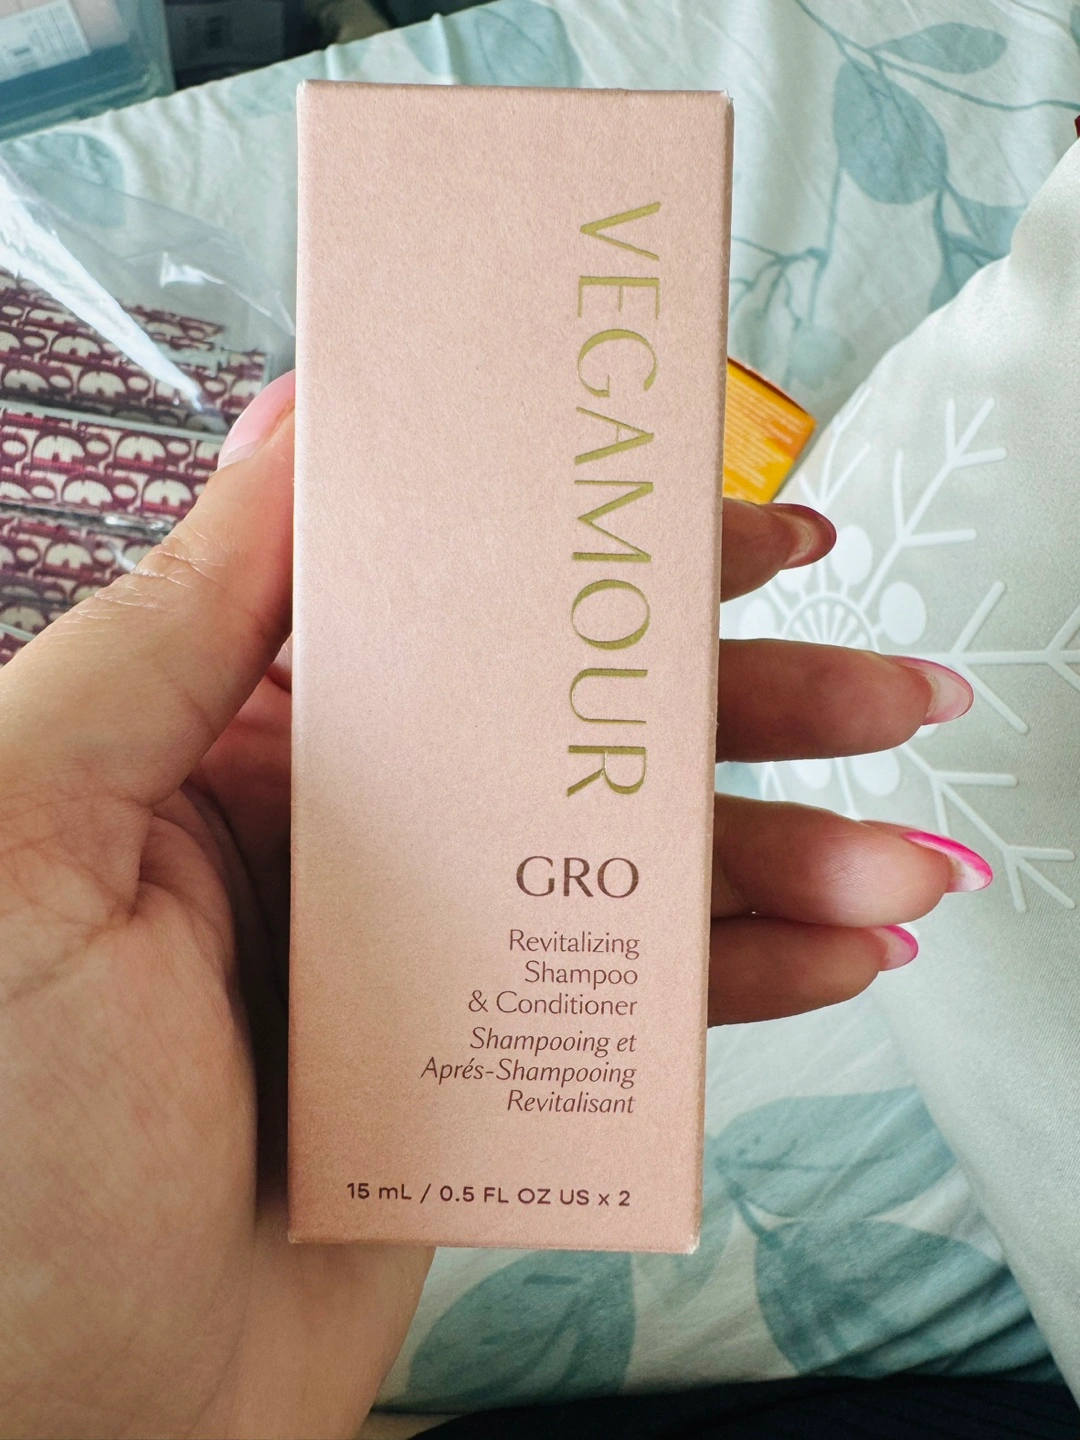 VEGAMOUR
GRO
Revitalizing
Shampoo
& Conditioner
Shampooing et
Aprés-Shampooing
Revitalisant
15 mL / 0.5 FL OZ US x 2